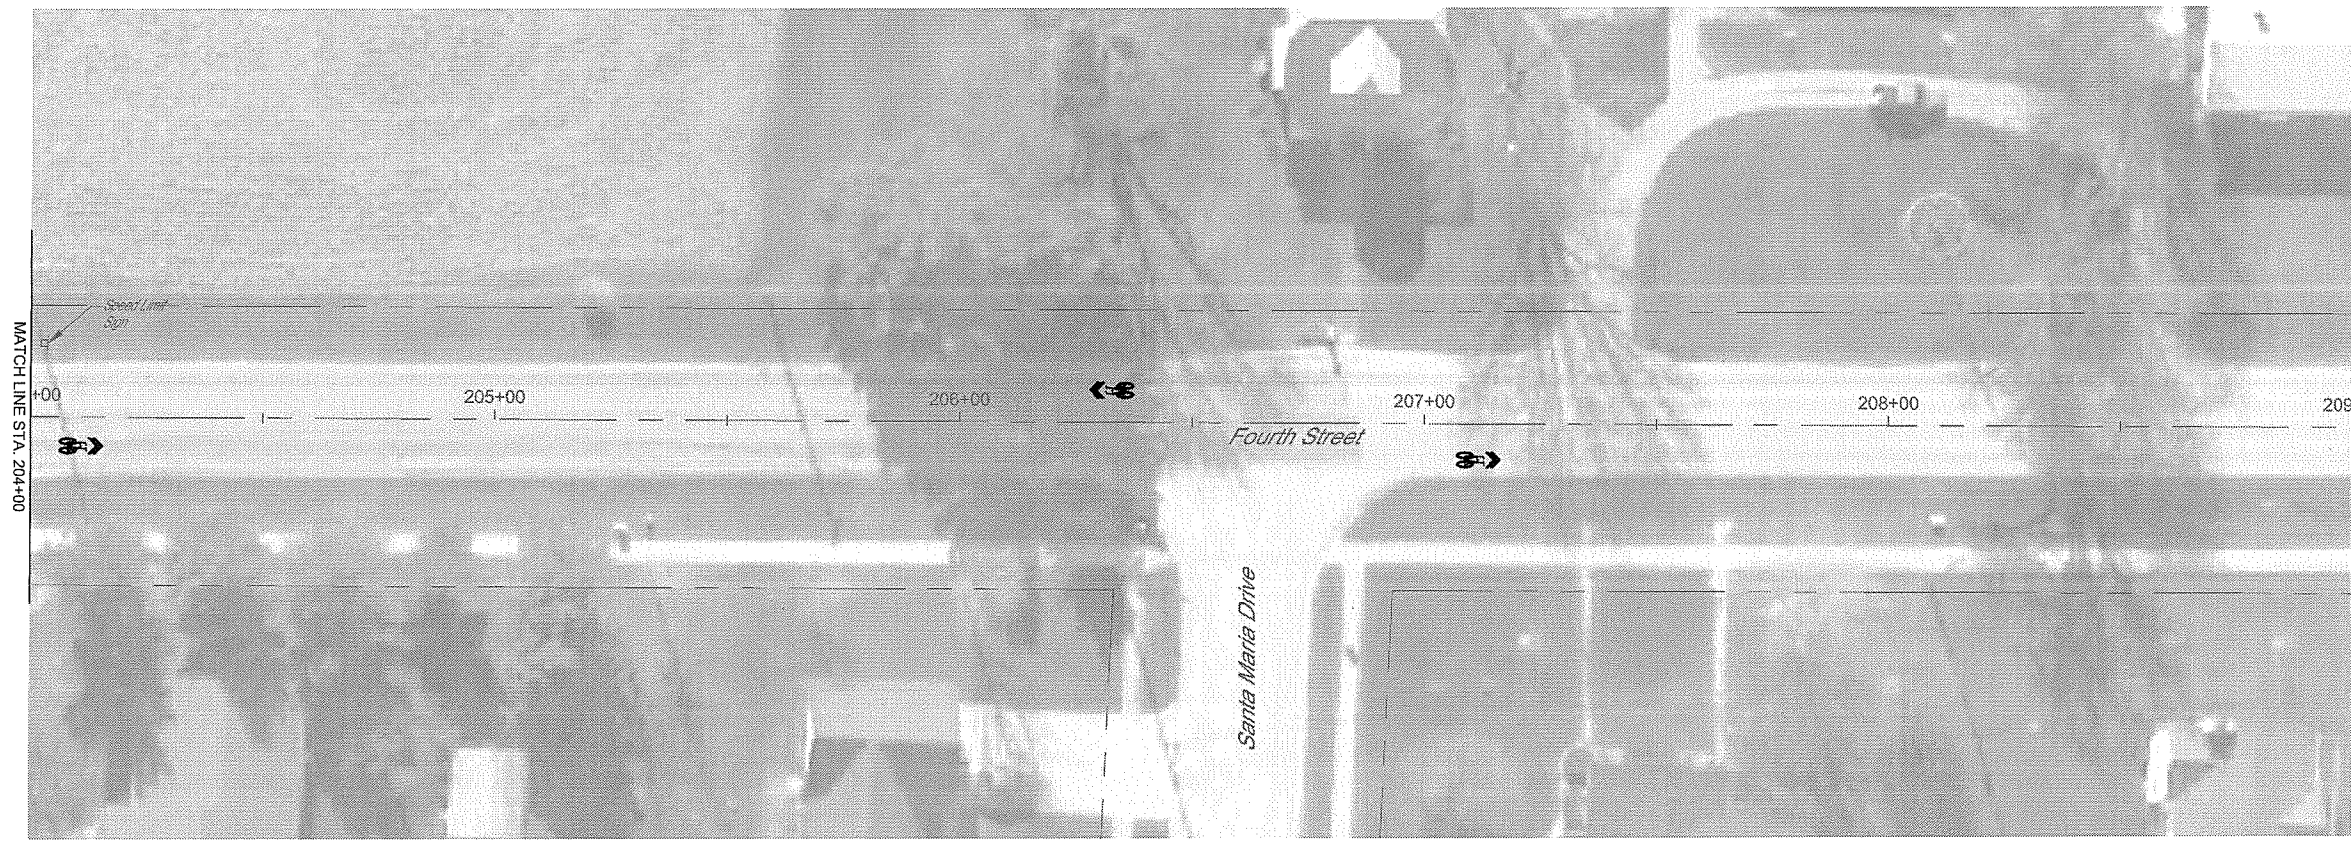 Speed Limit
Sign
MATCH LINE STA. 204+00
+00
205+00
206+00
207+00
208+00
209
Fourth Street
Santa Maria Drive